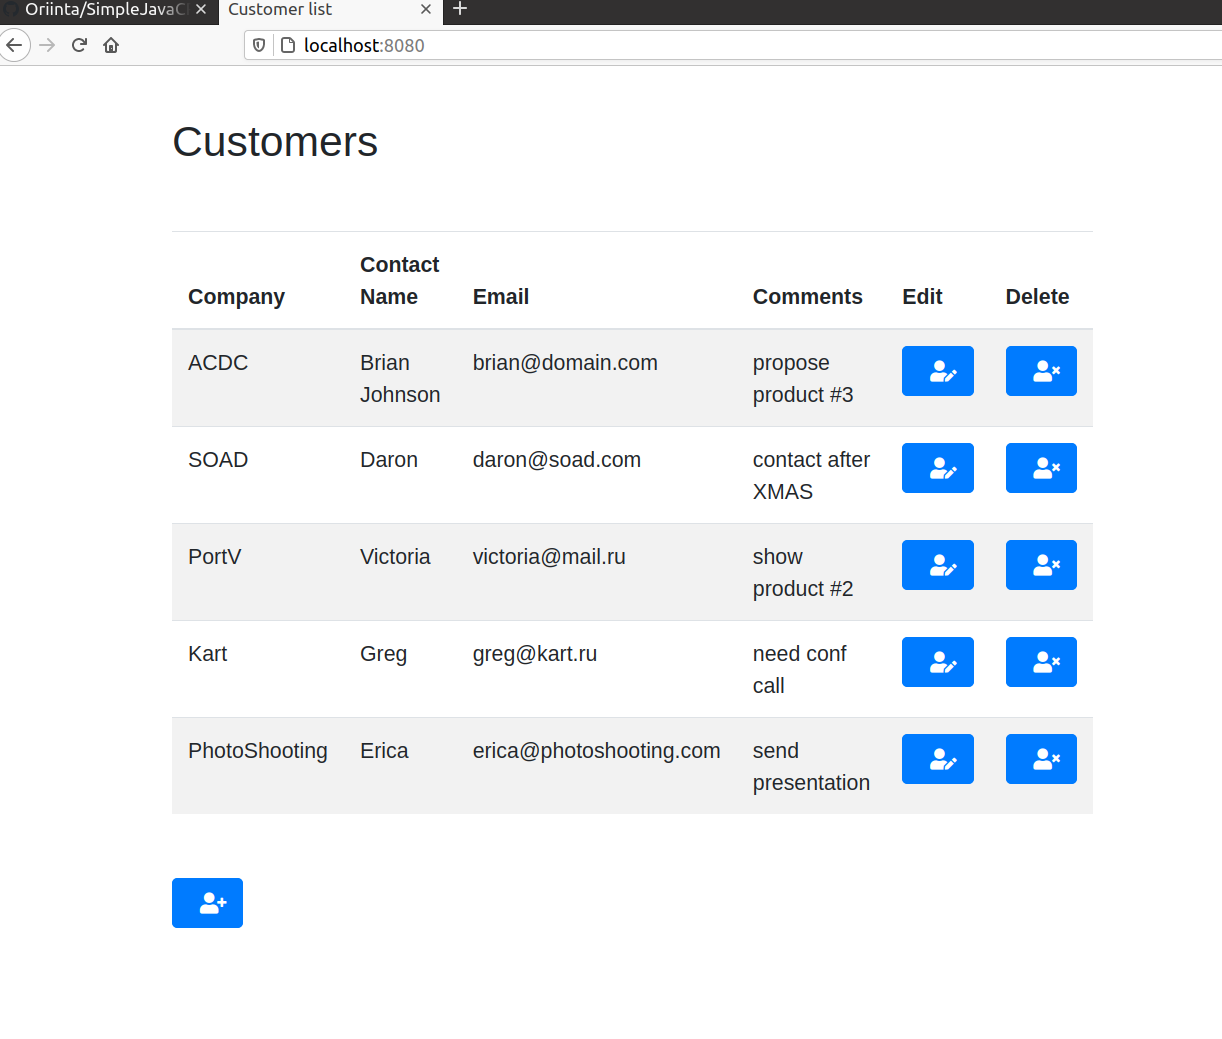 Oriinta/SimpleJavaCl Customer list
localhost:8080
Customers
Company Contact Name Email Comments Edit Delete
ACDC Brian Johnson brian@domain.com propose product #3
SOAD Daron daron@soad.com contact after XMAS
PortV Victoria victoria@mail.ru show product #2
Kart Greg greg@kart.ru need conf call
PhotoShooting Erica erica@photoshooting.com send presentation